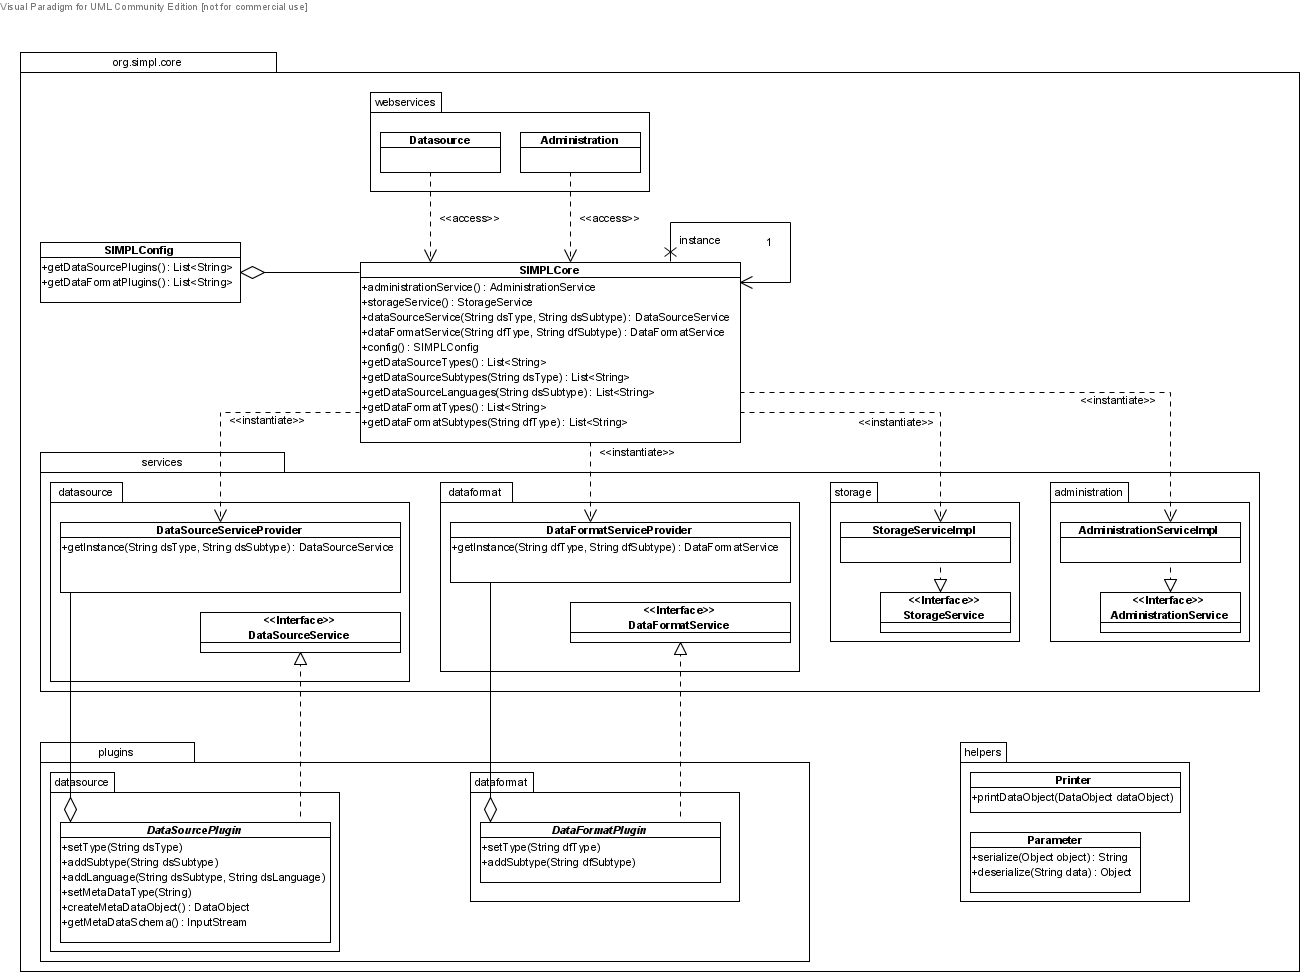 Visual Paradigm for UML Community Edition [not for commercial use]
org.simpl.core
webservices
Datasource
Administration
<<access>>
<<access>>
instance
1
SIMPLConfig
+getDataSourcePlugins() : List<String>
+getDataFormatPlugins() : List<String>
SIMPLCore
+administrationService() : AdministrationService
+storageService() : StorageService
+dataSourceService(String dsType, String dsSubtype) : DataSourceService
+dataFormatService(String dfType, String dfSubtype) : DataFormatService
+config() : SIMPLConfig
+getDataSourceTypes() : List<String>
+getDataSourceSubtypes(String dsType) : List<String>
+getDataSourceLanguages(String dsSubtype) : List<String>
+getDataFormatTypes() : List<String>
+getDataFormatSubtypes(String dfType) : List<String>
<<instantiate>>
<<instantiate>>
<<instantiate>>
<<instantiate>>
services
datasource
DataSourceServiceProvider
+getInstance(String dsType, String dsSubtype) : DataSourceService
<<Interface>>
DataSourceService
dataformat
DataFormatServiceProvider
+getInstance(String dfType, String dfSubtype) : DataFormatService
<<Interface>>
DataFormatService
storage
StorageServiceImpl
<<Interface>>
StorageService
administration
AdministrationServiceImpl
<<Interface>>
AdministrationService
plugins
datasource
DataSourcePlugin
+setType(String dsType)
+addSubtype(String dsSubtype)
+addLanguage(String dsSubtype, String dsLanguage)
+setMetaDataType(String)
+createMetaDataObject() : DataObject
+getMetaDataSchema() : InputStream
dataformat
DataFormatPlugin
+setType(String dfType)
+addSubtype(String dfSubtype)
helpers
Printer
+printDataObject(DataObject dataObject)
Parameter
+serialize(Object object) : String
+deserialize(String data) : Object